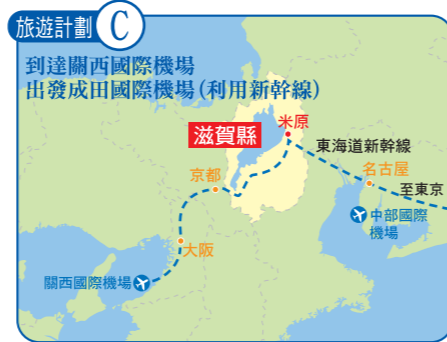 旅遊計劃 C
到達關西國際機場
出發成田國際機場(利用新幹線)
滋賀縣
米原
東海道新幹線
京都
名古屋
至東京
中部國際
機場
大阪
關西國際機場